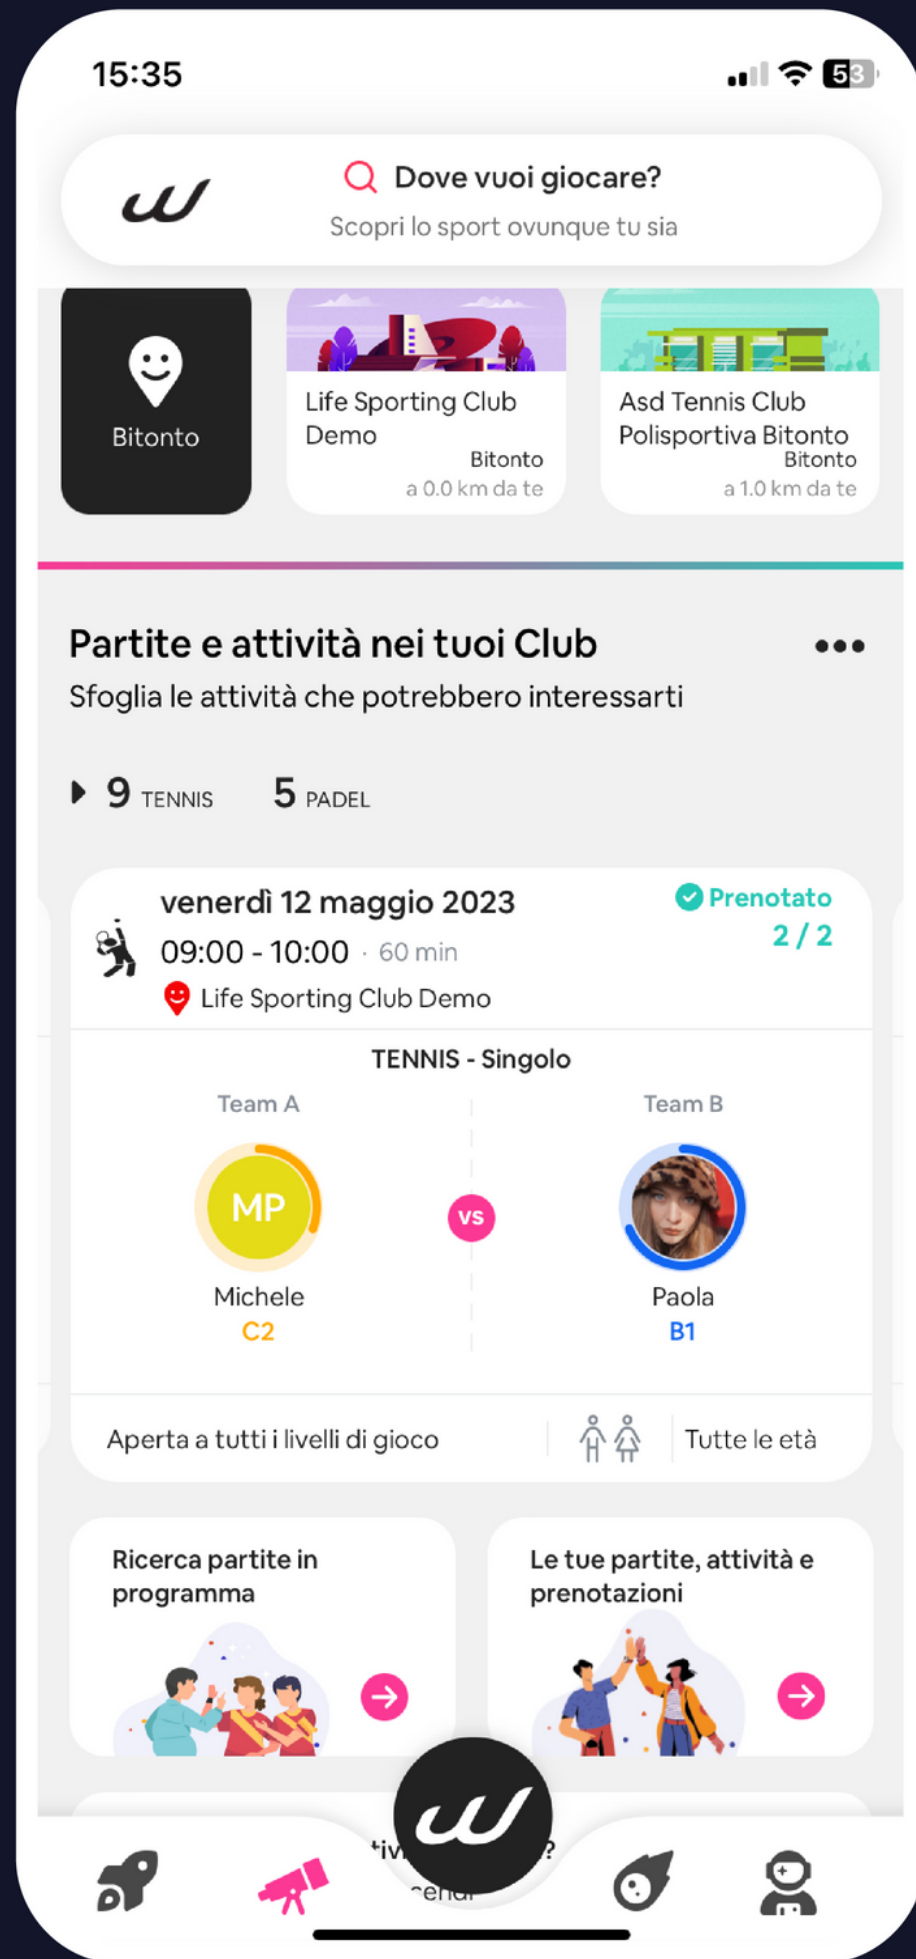 15:35
53
Dove vuoi giocare?
Scopri lo sport ovunque tu sia
Bitonto
Life Sporting Club
Demo
Bitonto
a 0.0 km da te
Asd Tennis Club
Polisportiva Bitonto
Bitonto
a 1.0 km da te
Partite e attività nei tuoi Club
Sfoglia le attività che potrebbero interessarti
9 TENNIS 5 PADEL
venerdì 12 maggio 2023
Prenotato
09:00 - 10:00 · 60 min
2 / 2
Life Sporting Club Demo
TENNIS - Singolo
Team A
Team B
MP
VS
Michele
Paola
C2
B1
Aperta a tutti i livelli di gioco
Tutte le età
Ricerca partite in
programma
Le tue partite, attività e
prenotazioni